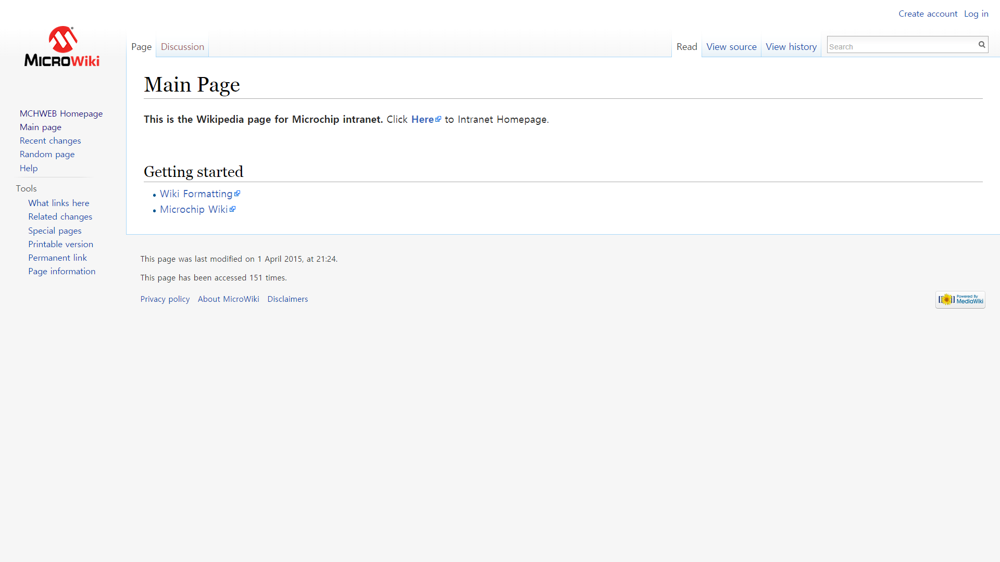 Create account Log in
MICROWiki
Page Discussion Read View source View history Search
Main Page
This is the Wikipedia page for Microchip intranet. Click Here to Intranet Homepage.
Getting started
Wiki Formatting
Microchip Wiki
MCHWEB Homepage
Main page
Recent changes
Random page
Help
Tools
What links here
Related changes
Special pages
Printable version
Permanent link
Page information
This page was last modified on 1 April 2015, at 21:24.
This page has been accessed 151 times.
Privacy policy About MicroWiki Disclaimers
Powered By
MediaWiki